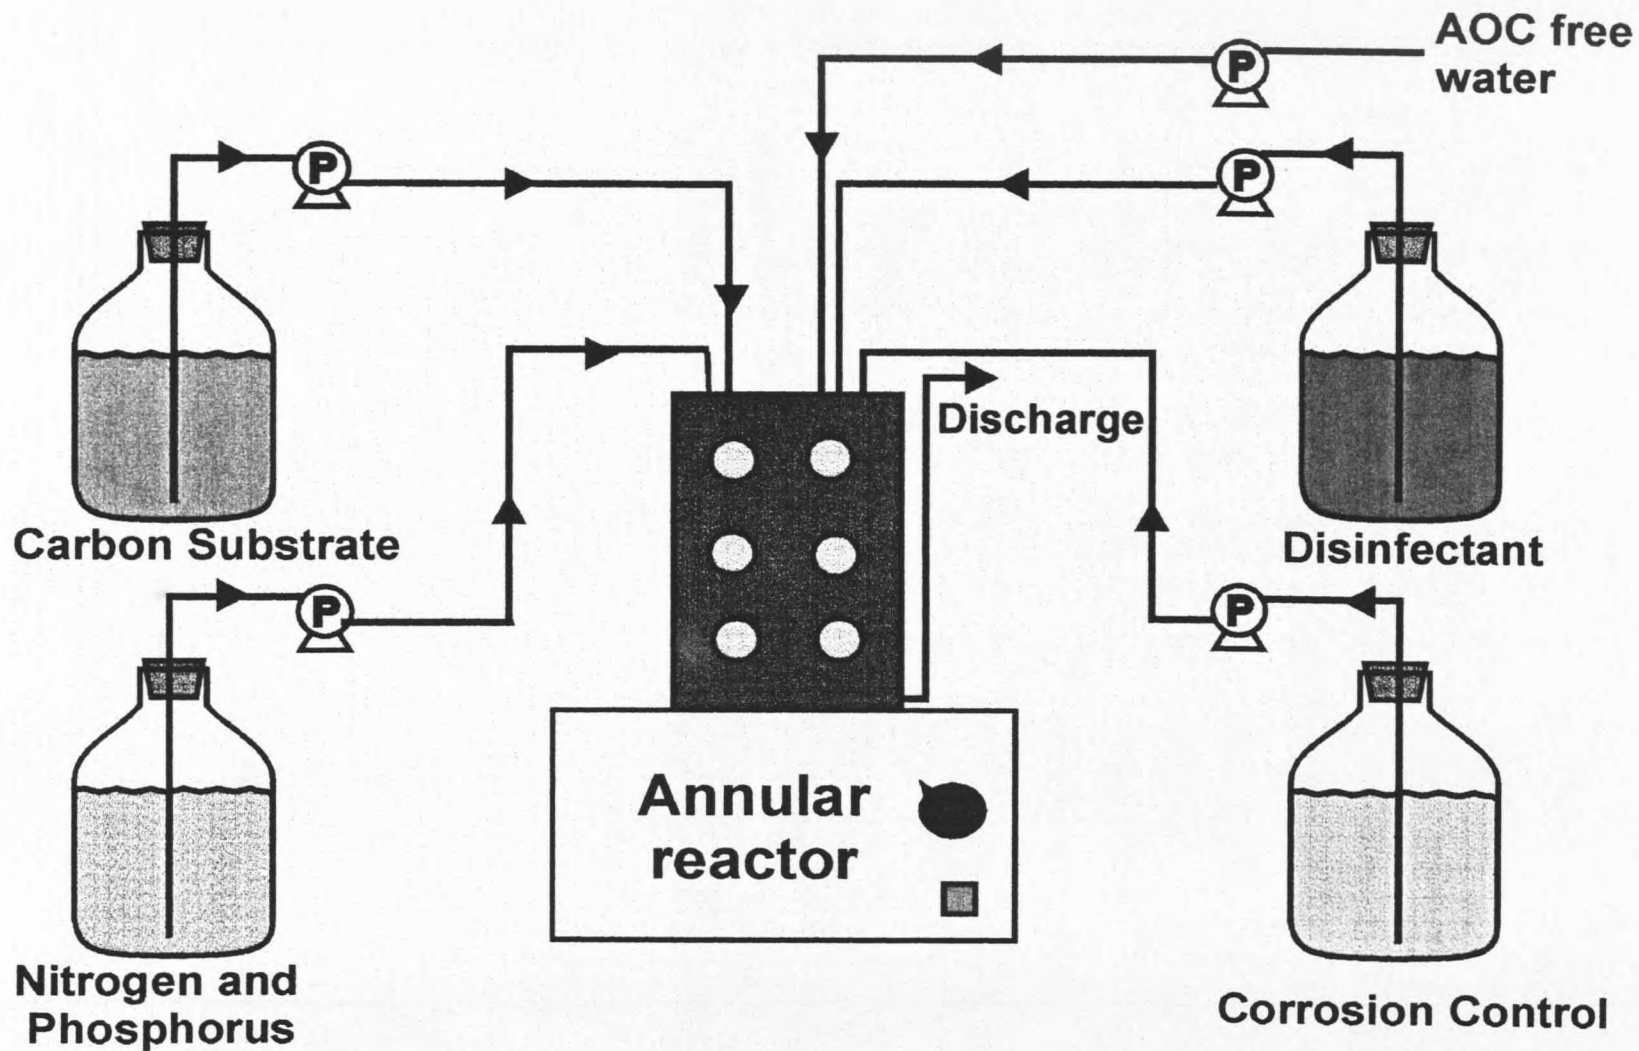 AOC free
water
P
P
P
Carbon Substrate
Discharge
Disinfectant
P
P
Annular
reactor
Nitrogen and
Phosphorus
Corrosion Control